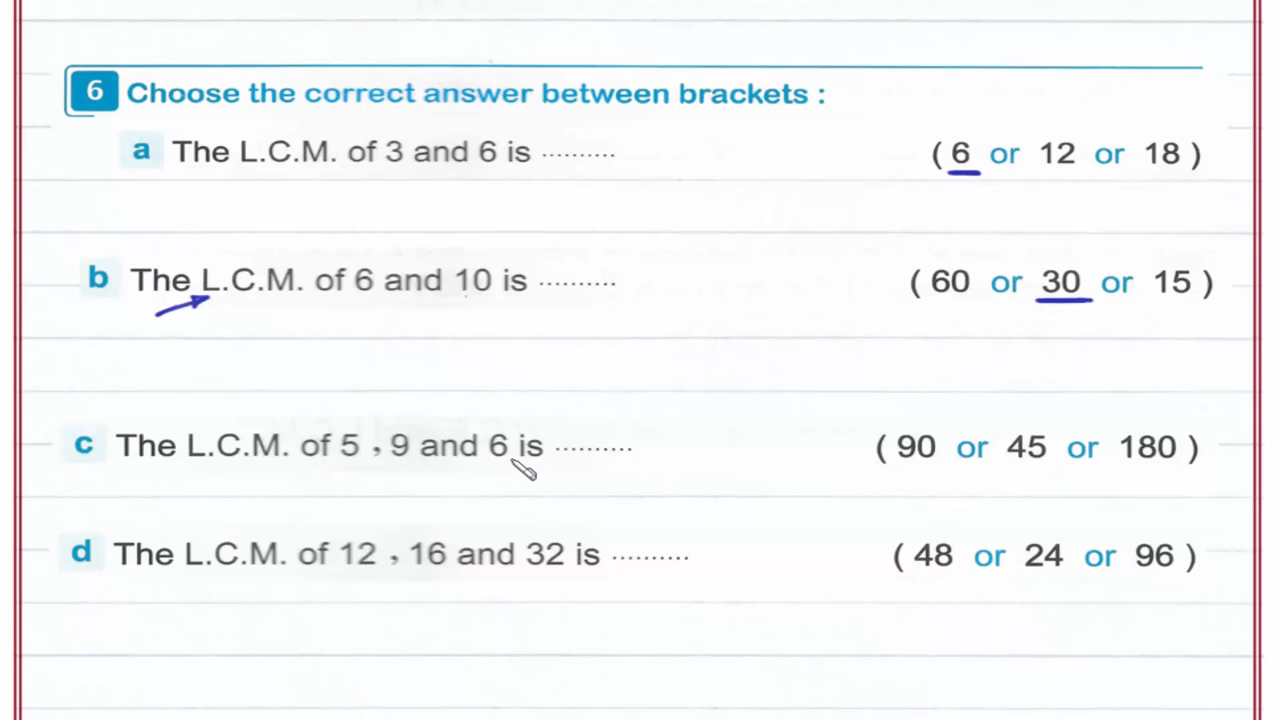 6 Choose the correct answer between brackets :
a The L.C.M. of 3 and 6 is .......... ( 6 or 12 or 18 )
b The L.C.M. of 6 and 10 is .......... ( 60 or 30 or 15 )
c The L.C.M. of 5 , 9 and 6 is .......... ( 90 or 45 or 180 )
d The L.C.M. of 12 , 16 and 32 is .......... ( 48 or 24 or 96 )